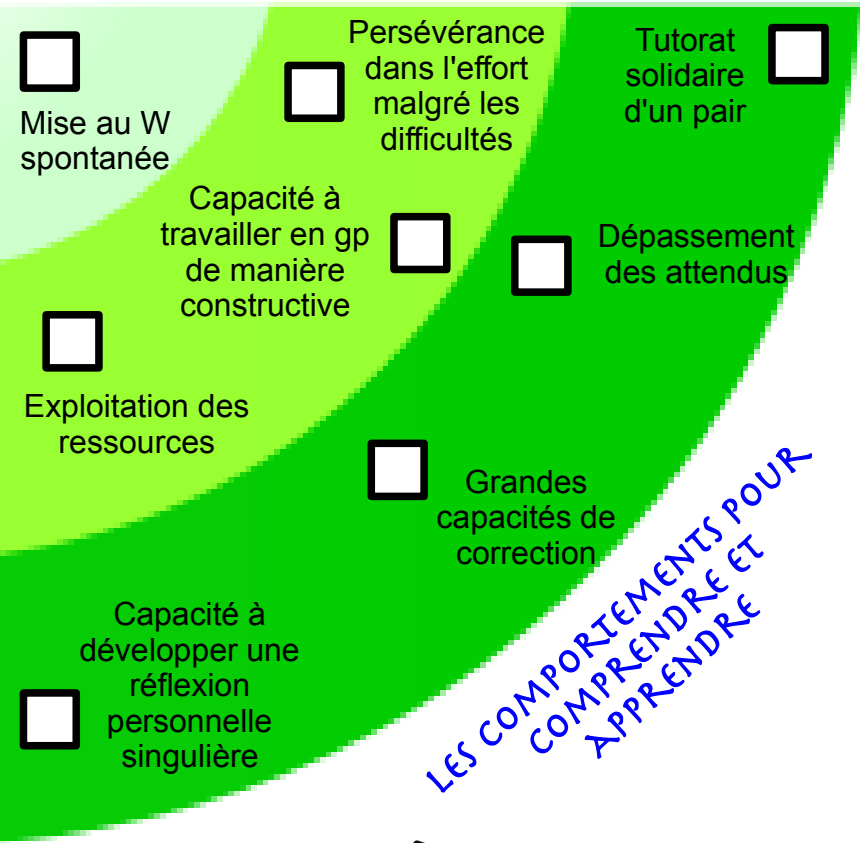 Mise au W
spontanée
Persévérance
dans l'effort
malgré les
difficultés
Tutorat
solidaire
d'un pair
Capacité à
travailler en gp
de manière
constructive
Dépassement
des attendus
Exploitation des
ressources
Grandes
capacités de
correction
Capacité à
développer une
réflexion
personnelle
singulière
LES COMPORTEMENTS POUR
COMPRENDRE ET
APPRENDRE